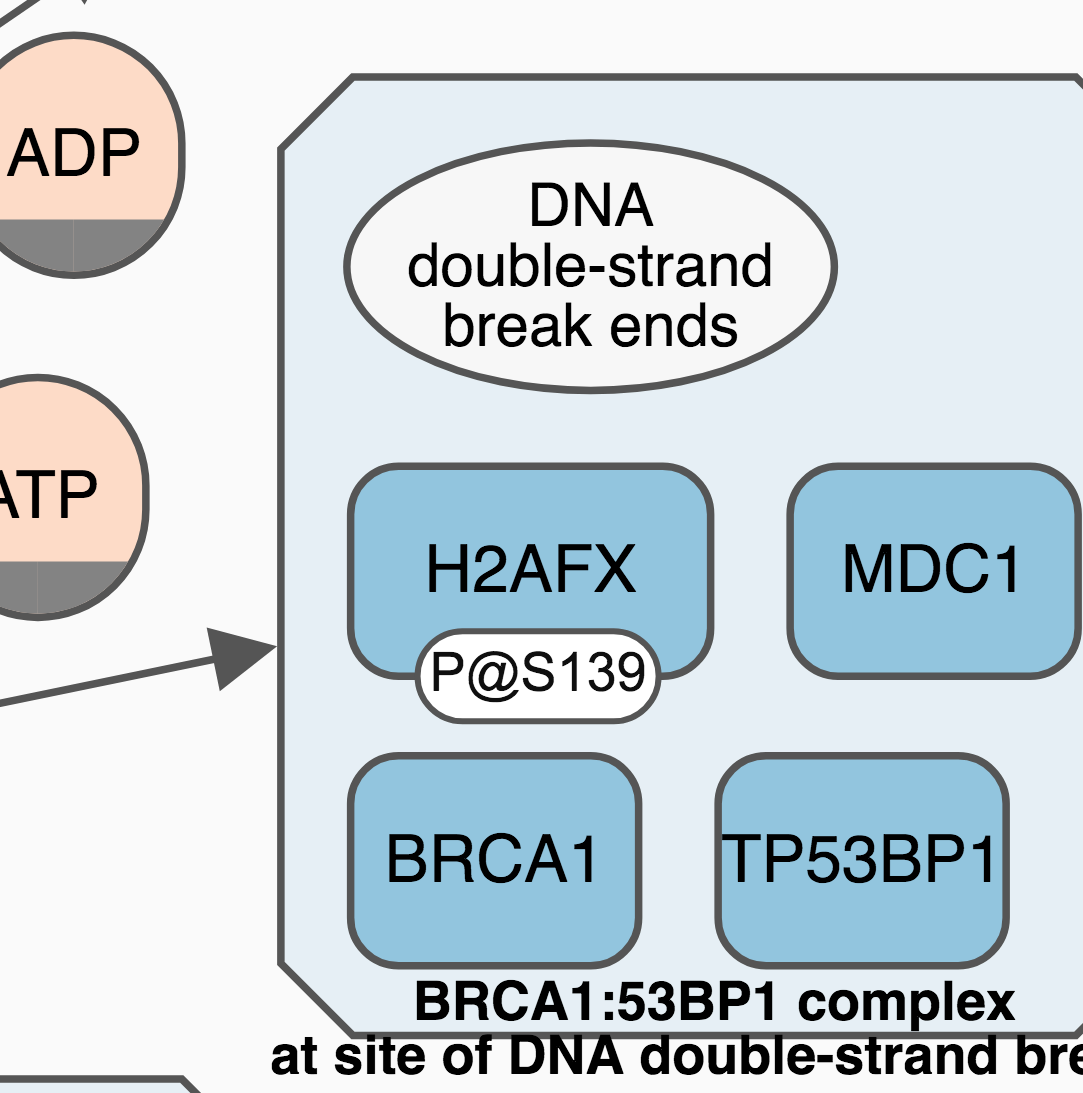 ADP
DNA
double-strand
break ends
ATP
H2AFX
MDC1
P@S139
BRCA1
TP53BP1
BRCA1:53BP1 complex
at site of DNA double-strand bre